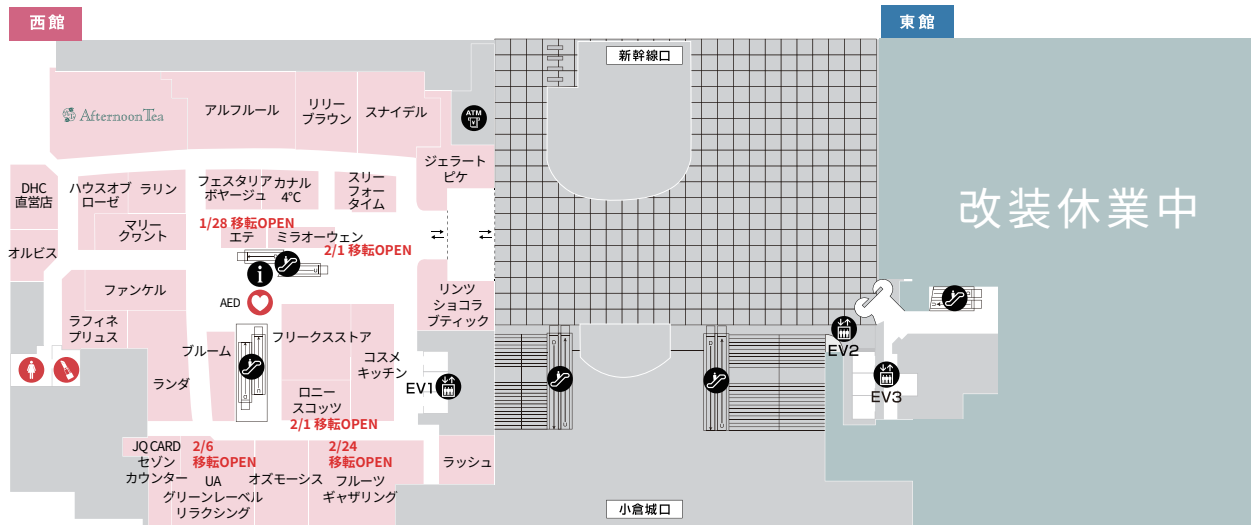 西館
東館
新幹線口
ATM
Afternoon Tea
アルフルール
リリー
ブラウン
スナイデル
ジェラート
ピケ
DHC
直営店
ハウスオブ
ローゼ
ラリン
フェスタリア
ボヤージュ
カナル
4℃
スリー
フォー
タイム
マリー
クヮント
1/28 移転OPEN
エテ
ミラオーウェン
2/1 移転OPEN
オルビス
改装休業中
i
ファンケル
AED
リンツ
ショコラ
ブティック
ラフィネ
プリュス
ブルーム
フリークスストア
コスメ
キッチン
ランダ
ロニー
スコッツ
2/1 移転OPEN
EV1
EV2
EV3
JQ CARD
セゾン
カウンター
2/6
移転OPEN
UA
グリーンレーベル
リラクシング
オズモーシス
2/24
移転OPEN
フルーツ
ギャザリング
ラッシュ
小倉城口